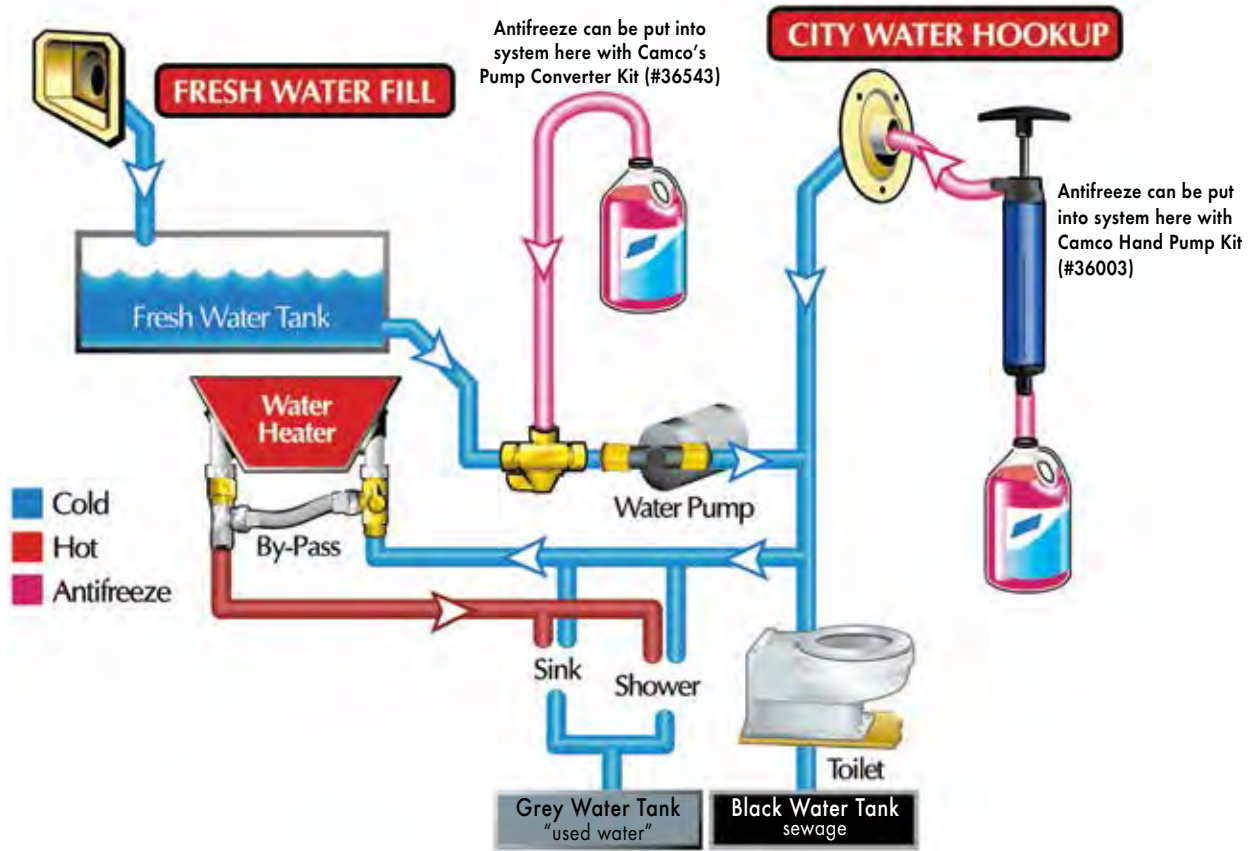 Antifreeze can be put into
system here with Camco's
Pump Converter Kit (#36543)
CITY WATER HOOKUP
FRESH WATER FILL
Antifreeze can be put
into system here with
Camco Hand Pump Kit
(#36003)
Fresh Water Tank
Water
Heater
Water Pump
Cold
Hot
Antifreeze
By-Pass
Sink
Shower
Toilet
Grey Water Tank
"used water"
Black Water Tank
sewage